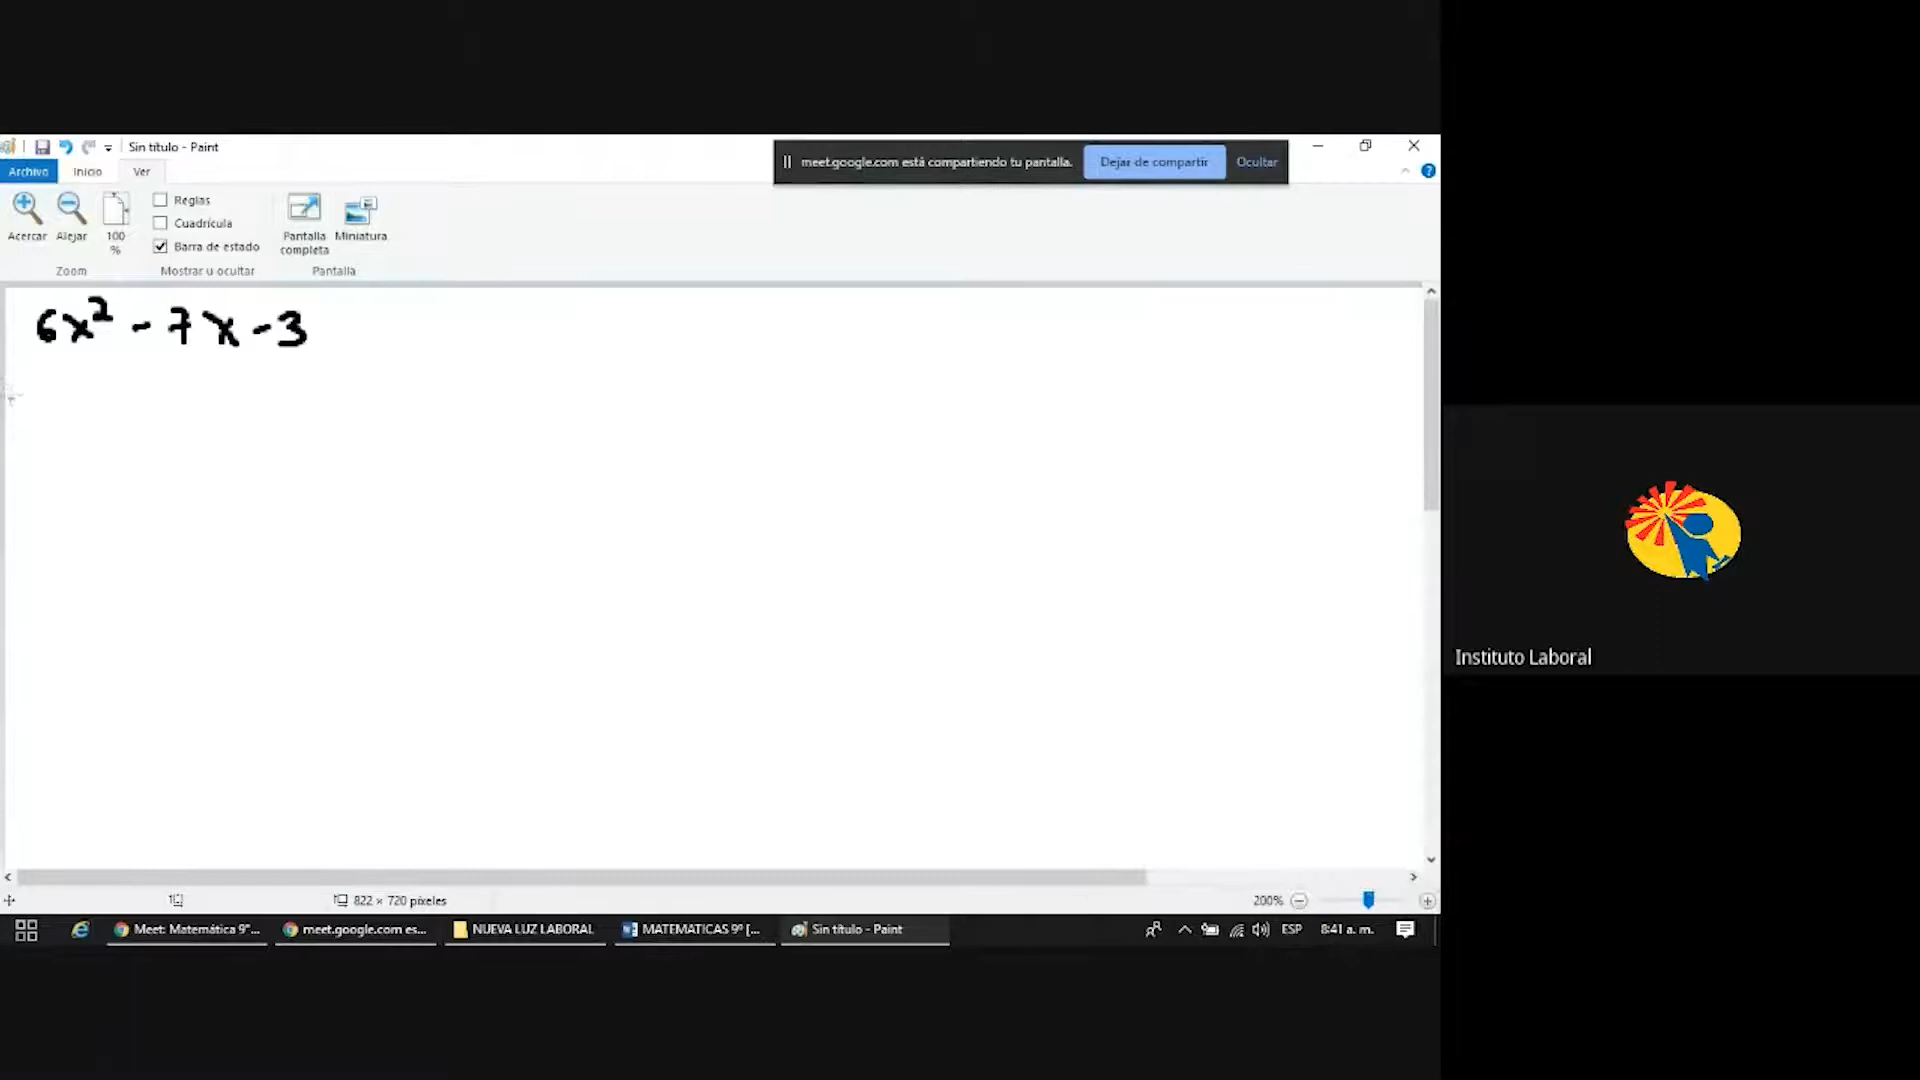 Sin título - Paint
meet.google.com está compartiendo tu pantalla. Dejar de compartir Ocultar
Archivo Inicio Ver
Acercar Alejar 100 %
Reglas
Cuadrícula
Barra de estado
Pantalla completa Miniatura
Zoom Mostrar u ocultar Pantalla
6x² - 7x - 3
Instituto Laboral
822 × 720 píxeles 200%
Meet: Matemática 9°... meet.google.com es... NUEVA LUZ LABORAL MATEMATICAS 9º [... Sin título - Paint ESP 8:41 a. m.